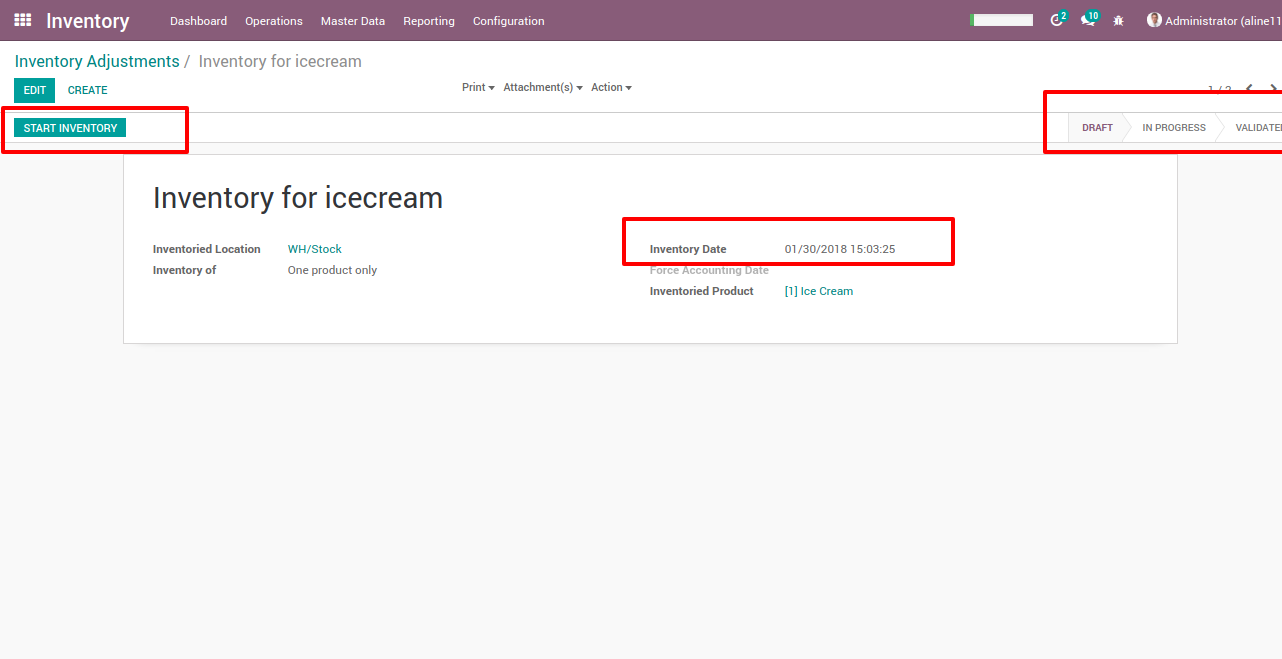 Inventory Dashboard Operations Master Data Reporting Configuration 2 10 Administrator (aline11
Inventory Adjustments / Inventory for icecream
EDIT CREATE Print Attachment(s) Action 1 / 2
START INVENTORY DRAFT IN PROGRESS VALIDATED
Inventory for icecream
Inventoried Location WH/Stock Inventory Date 01/30/2018 15:03:25
Inventory of One product only Force Accounting Date
Inventoried Product [1] Ice Cream